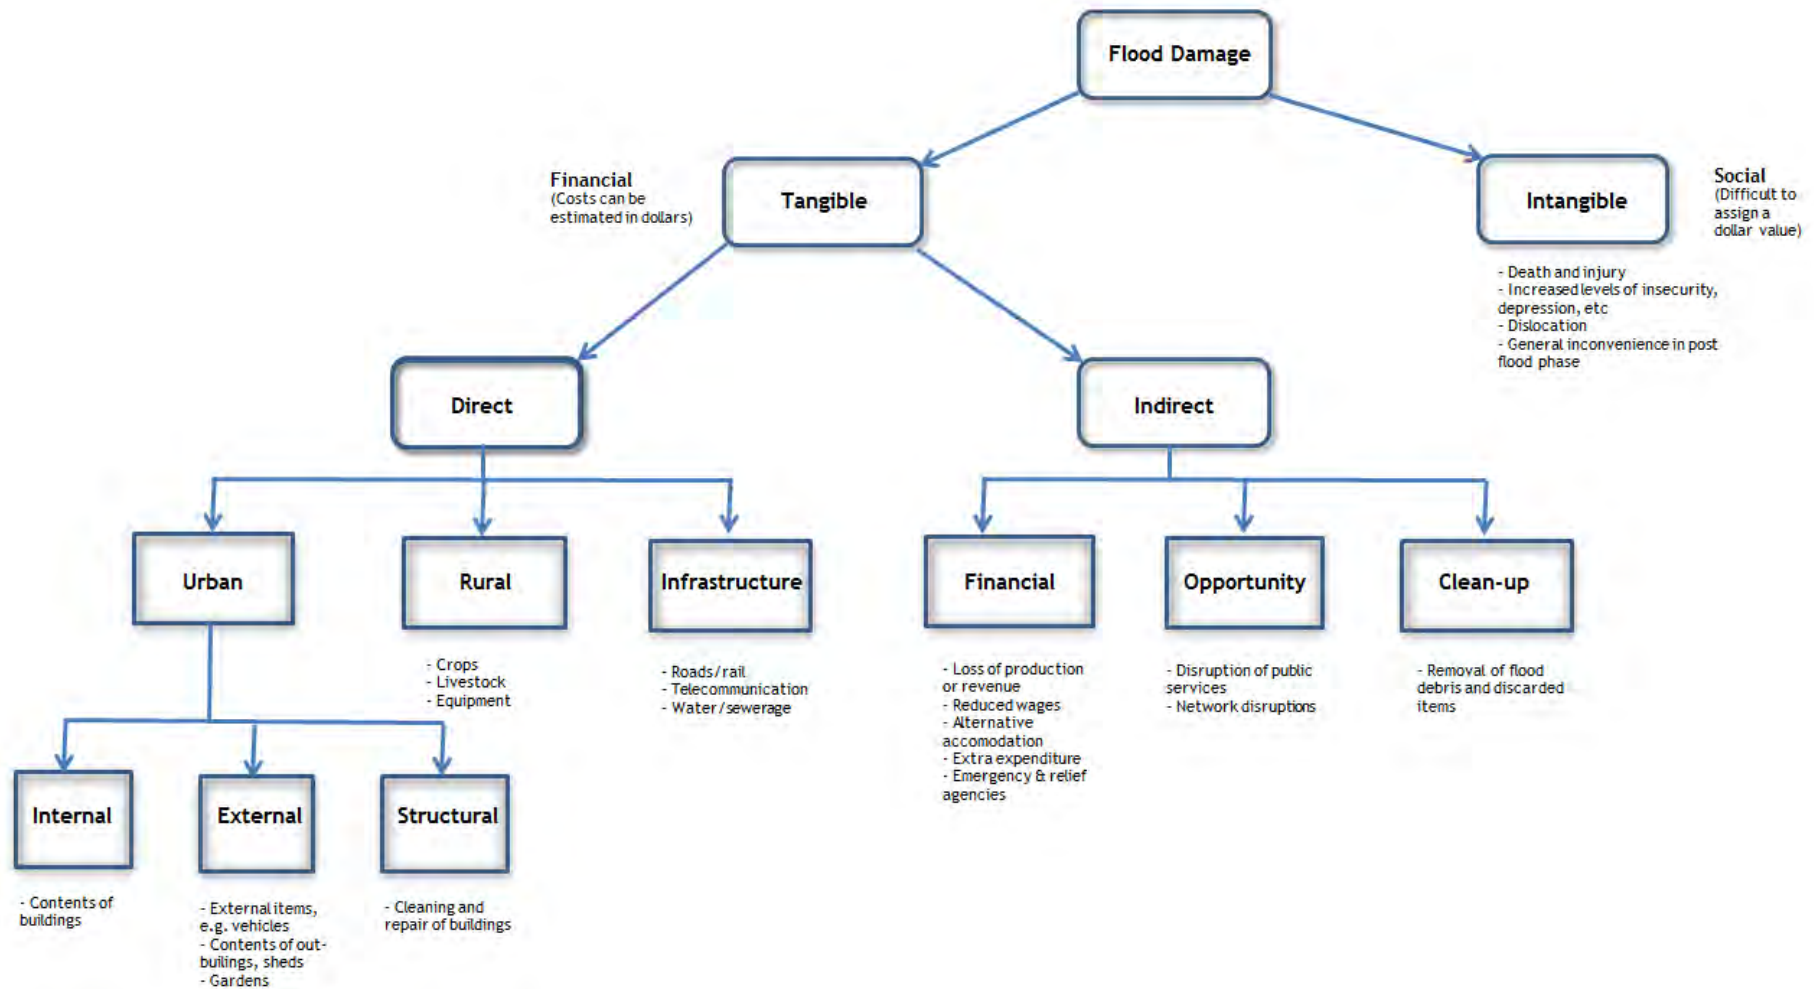 Flood Damage
Financial
(Costs can be
estimated in dollars)
Tangible
Intangible
Social
(Difficult to
assign a
dollar value)
- Death and injury
- Increased levels of insecurity,
depression, etc
- Dislocation
- General inconvenience in post
flood phase
Direct
Indirect
Urban
Rural
Infrastructure
Financial
Opportunity
Clean-up
- Crops
- Livestock
- Equipment
- Roads/rail
- Telecommunication
- Water/sewerage
- Loss of production
or revenue
- Reduced wages
- Alternative
accomodation
- Extra expenditure
- Emergency & relief
agencies
- Disruption of public
services
- Network disruptions
- Removal of flood
debris and discarded
items
Internal
External
Structural
- Contents of
buildings
- External items,
e.g. vehicles
- Contents of out-
builings, sheds
- Gardens
- Cleaning and
repair of buildings